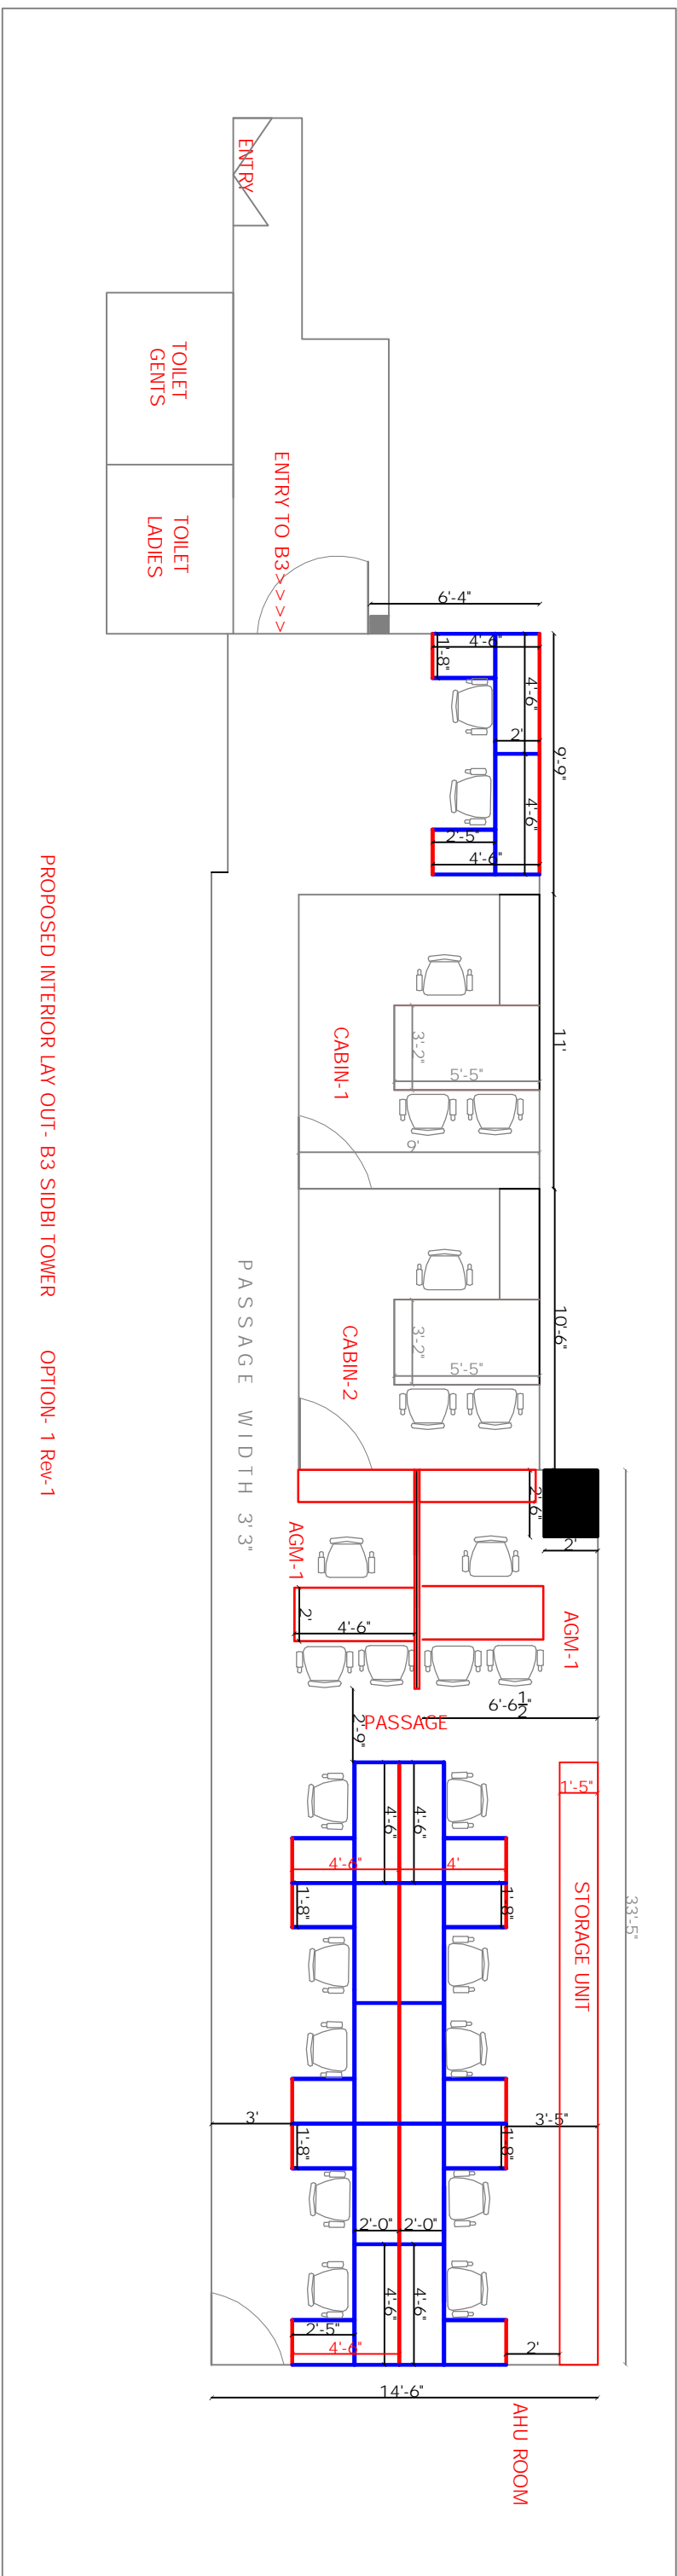 ENTRY
TOILET
GENTS
TOILET
LADIES
ENTRY TO B3> > > >
6'-4"
4'-6"
1'-8"
4'-6"
2'
9'-9"
4'-6"
2'-5"
4'-6"
CABIN-1
3'-2"
5'-5"
11'
9'
CABIN-2
3'-2"
5'-5"
10'-6"
PASSAGE WIDTH 3'3"
2'-6"
2'
AGM-1
AGM-1
2'
4'-6"
6'-6 1/2"
PASSAGE
2'-9"
1'-5"
4'-6"
4'-6"
4'-6"
4'
1'-8"
1'-8"
STORAGE UNIT
33'-5"
3'
3'-5"
1'-8"
1'-8"
2'-0"
2'-0"
4'-6"
4'-6"
2'-5"
4'-6"
2'
14'-6"
AHU ROOM
PROPOSED INTERIOR LAY OUT- B3 SIDBI TOWER OPTION- 1 Rev-1